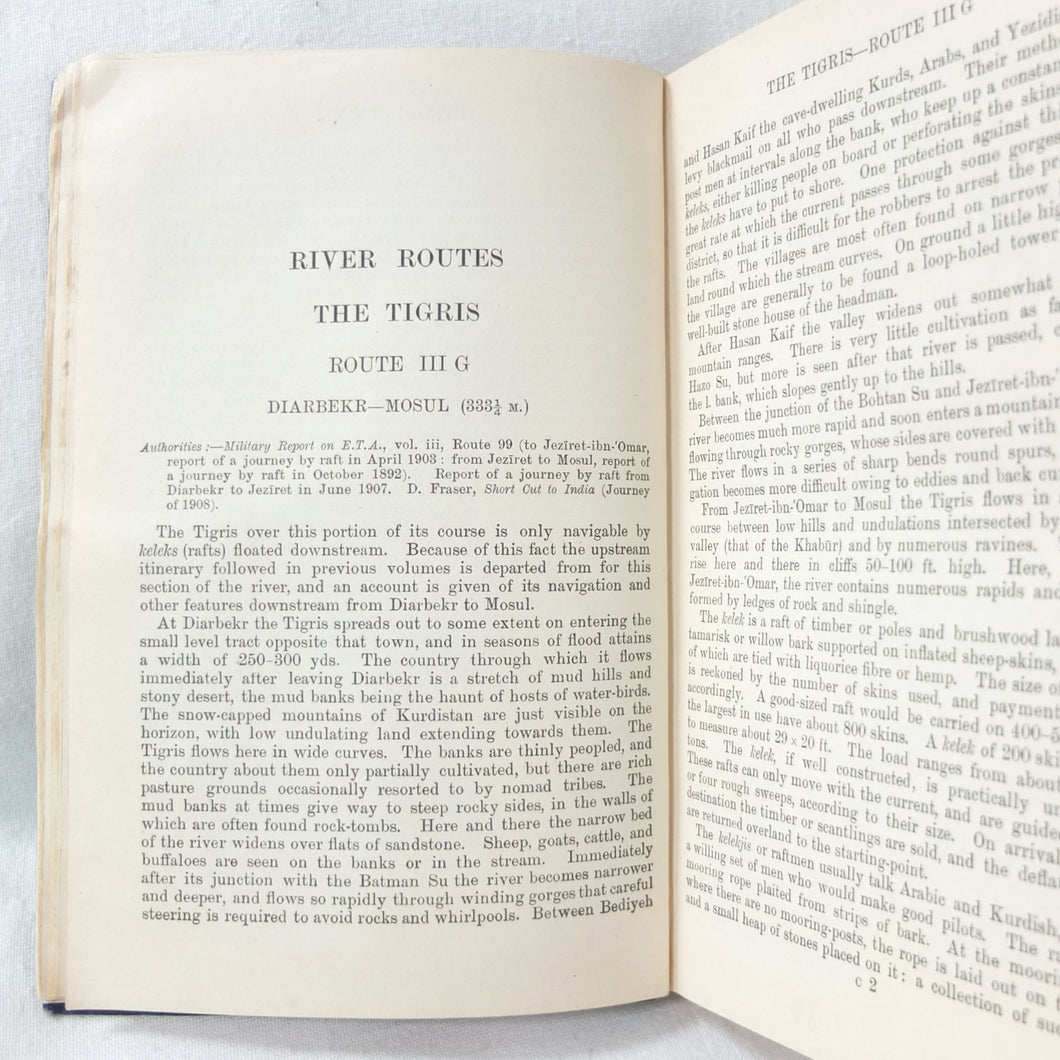 RIVER ROUTES
THE TIGRIS
ROUTE III G
DIARBEKR—MOSUL (333¼ M.)
Authorities:—Military Report on E.T.A., vol. iii, Route 99 (to Jezīret-ibn-'Omar,
report of a journey by raft in April 1903 : from Jezīret to Mosul, report of
a journey by raft in October 1892). Report of a journey by raft from
Diarbekr to Jezīret in June 1907. D. Fraser, Short Cut to India (Journey
of 1908).
The Tigris over this portion of its course is only navigable by
keleks (rafts) floated downstream. Because of this fact the upstream
itinerary followed in previous volumes is departed from for this
section of the river, and an account is given of its navigation and
other features downstream from Diarbekr to Mosul.
At Diarbekr the Tigris spreads out to some extent on entering the
small level tract opposite that town, and in seasons of flood attains
a width of 250–300 yds. The country through which it flows
immediately after leaving Diarbekr is a stretch of mud hills and
stony desert, the mud banks being the haunt of hosts of water-birds.
The snow-capped mountains of Kurdistan are just visible on the
horizon, with low undulating land extending towards them. The
Tigris flows here in wide curves. The banks are thinly peopled, and
the country about them only partially cultivated, but there are rich
pasture grounds occasionally resorted to by nomad tribes. The
mud banks at times give way to steep rocky sides, in the walls of
which are often found rock-tombs. Here and there the narrow bed
of the river widens over flats of sandstone. Sheep, goats, cattle, and
buffaloes are seen on the banks or in the stream. Immediately
after its junction with the Batman Su the river becomes narrower
and deeper, and flows so rapidly through winding gorges that careful
steering is required to avoid rocks and whirlpools. Between Bediyeh
THE TIGRIS—ROUTE III G
and Hasan Kaif the cave-dwelling Kurds, Arabs, and Yezidi
levy blackmail on all who pass downstream. Their meth
post men at intervals along the bank, who keep up a constan
keleks, either killing people on board or perforating the skins
the keleks have to put to shore. One protection against th
great rate at which the current passes through some gorges
district, so that it is difficult for the robbers to arrest the pr
the rafts. The villages are most often found on narrow
land round which the stream curves. On ground a little hig
the village are generally to be found a loop-holed tower
well-built stone house of the headman.
After Hasan Kaif the valley widens out somewhat
mountain ranges. There is very little cultivation as fa
Hazo Su, but more is seen after that river is passed,
the l. bank, which slopes gently up to the hills.
Between the junction of the Bohtan Su and Jezīret-ibn-'
river becomes much more rapid and soon enters a mountain
flowing through rocky gorges, whose sides are covered with
The river flows in a series of sharp bends round spurs,
gation becomes more difficult owing to eddies and back cur
From Jezīret-ibn-'Omar to Mosul the Tigris flows in
course between low hills and undulations intersected by
valley (that of the Khabūr) and by numerous ravines.
rise here and there in cliffs 50–100 ft. high. Here,
Jezīret-ibn-'Omar, the river contains numerous rapids and
formed by ledges of rock and shingle.
The kelek is a raft of timber or poles and brushwood la
tamarisk or willow bark supported on inflated sheep-skins,
of which are tied with liquorice fibre or hemp. The size o
is reckoned by the number of skins used, and payment
accordingly. A good-sized raft would be carried on 400–5
the largest in use have about 800 skins. A kelek of 200 ski
to measure about 29 × 20 ft. The load ranges from about
tons. The kelek, if well constructed, is practically un
These rafts can only move with the current, and are guided
or four rough sweeps, according to their size. On arrival
destination the timber or scantlings are sold, and the deflat
are returned overland to the starting-point.
The kelekjis or raftmen usually talk Arabic and Kurdish,
a willing set of men who would make good pilots. The ra
mooring rope plaited from strips of bark. At the moori
where there are no mooring-posts, the rope is laid out on t
and a small heap of stones placed on it : a collection of suc
c 2